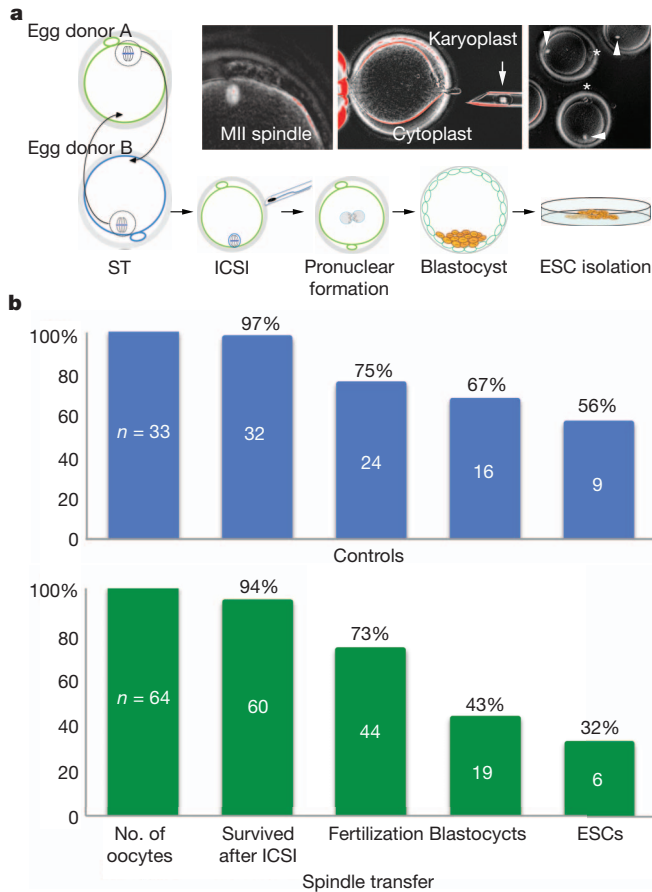 a
Egg donor A
Egg donor B
MII spindle
Karyoplast
Cytoplast
*
*
ST
ICSI
Pronuclear
formation
Blastocyst
ESC isolation
b
100%
80
60
40
20
0
97%
75%
67%
56%
n = 33
32
24
16
9
Controls
100%
80
60
40
20
0
94%
73%
43%
32%
n = 64
60
44
19
6
No. of
oocytes
Survived
after ICSI
Fertilization
Blastocycts
ESCs
Spindle transfer